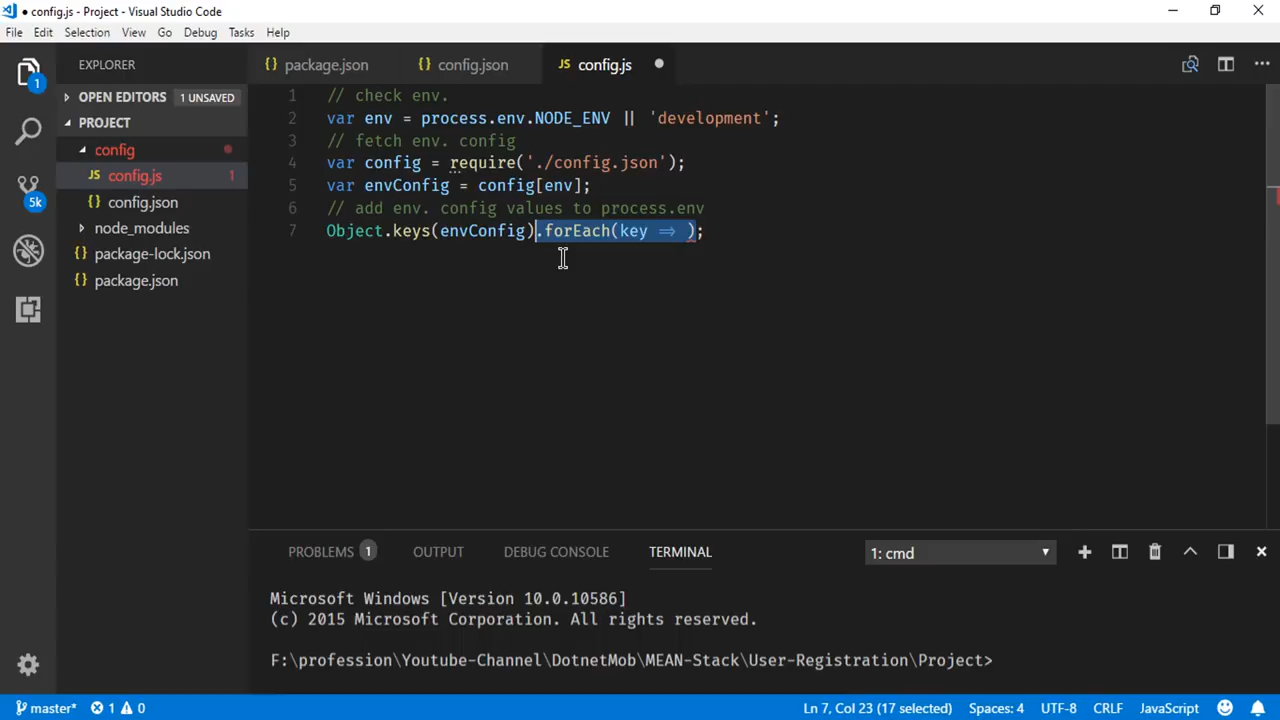 ● config.js - Project - Visual Studio Code
File Edit Selection View Go Debug Tasks Help
EXPLORER
{ } package.json { } config.json JS config.js ●
1
OPEN EDITORS 1 UNSAVED
PROJECT
config
JS config.js 1
{ } config.json
node_modules
{ } package-lock.json
{ } package.json
5k
1 // check env.
2 var env = process.env.NODE_ENV || 'development';
3 // fetch env. config
4 var config = require('./config.json');
5 var envConfig = config[env];
6 // add env. config values to process.env
7 Object.keys(envConfig).forEach(key => );
PROBLEMS 1 OUTPUT DEBUG CONSOLE TERMINAL 1: cmd
Microsoft Windows [Version 10.0.10586]
(c) 2015 Microsoft Corporation. All rights reserved.
F:\profession\Youtube-Channel\DotnetMob\MEAN-Stack\User-Registration\Project>
master* 1 0 Ln 7, Col 23 (17 selected) Spaces: 4 UTF-8 CRLF JavaScript